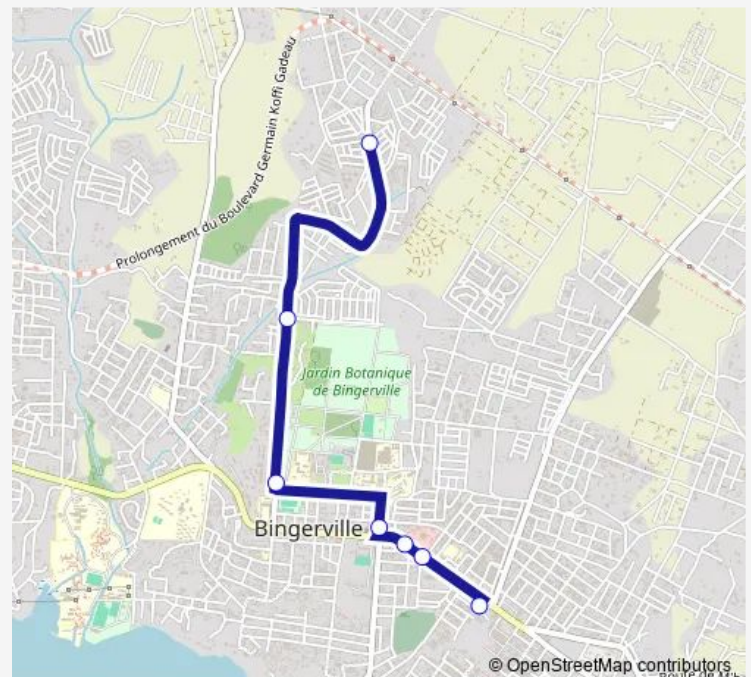 Prolongement du Boulevard Germain Koffi Gadeau
Jardin Botanique
de Bingerville
Bingerville
© OpenStreetMap contributors